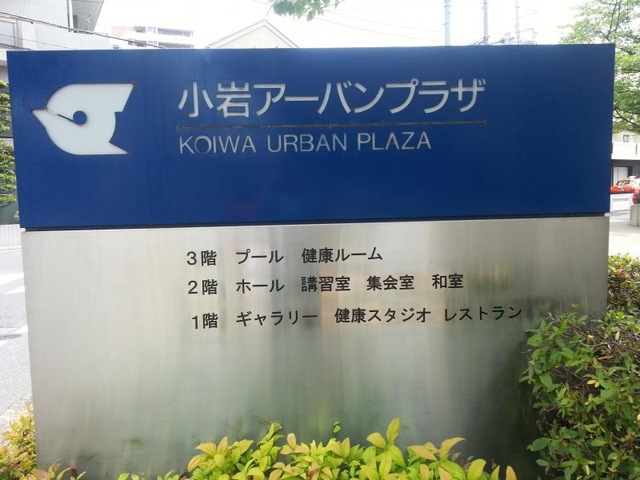 小岩アーバンプラザ
KOIWA URBAN PLAZA
3階 プール 健康ルーム
2階 ホール 講習室 集会室 和室
1階 ギャラリー 健康スタジオ レストラン